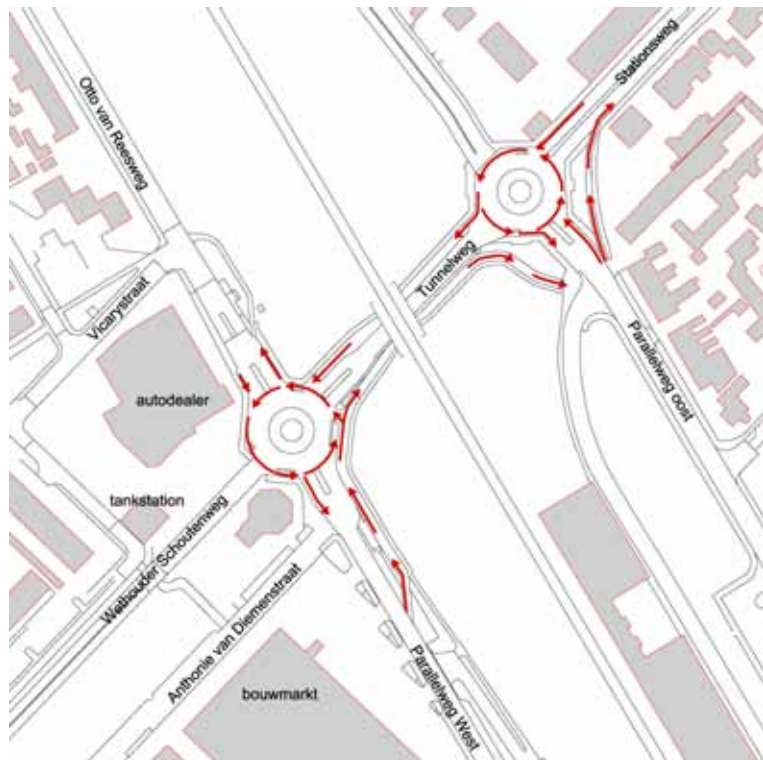 Stationsweg
Otto van Reesweg
Tunnelweg
Vicarystraat
Parallelweg oost
autodealer
tankstation
Wethouder Schoutenweg
Anthonie van Diemenstraat
Parallelweg West
bouwmarkt